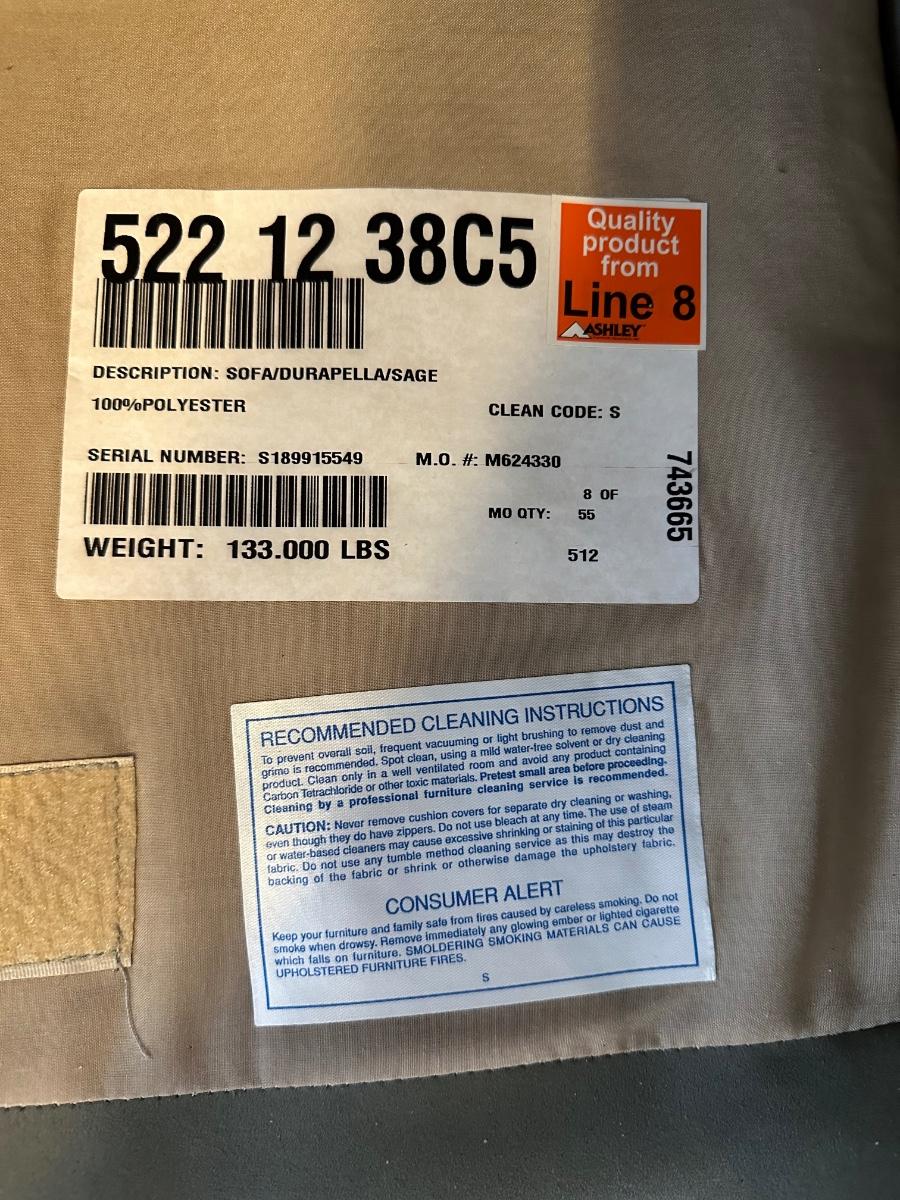 522 12 38C5
Quality
product
from
Line 8
ASHLEY
DESCRIPTION: SOFA/DURAPELLA/SAGE
100%POLYESTER
CLEAN CODE: S
SERIAL NUMBER: S189915549
M.O. #: M624330
8 OF
MO QTY: 55
743665
WEIGHT: 133.000 LBS
512
RECOMMENDED CLEANING INSTRUCTIONS
To prevent overall soil, frequent vacuuming or light brushing to remove dust and
grime is recommended. Spot clean, using a mild water-free solvent or dry cleaning
product. Clean only in a well ventilated room and avoid any product containing
Carbon Tetrachloride or other toxic materials. Pretest small area before proceeding.
Cleaning by a professional furniture cleaning service is recommended.
CAUTION: Never remove cushion covers for separate dry cleaning or washing,
even though they do have zippers. Do not use bleach at any time. The use of steam
or water-based cleaners may cause excessive shrinking or staining of this particular
fabric. Do not use any tumble method cleaning service as this may destroy the
backing of the fabric or shrink or otherwise damage the upholstery fabric.
CONSUMER ALERT
Keep your furniture and family safe from fires caused by careless smoking. Do not
smoke when drowsy. Remove immediately any glowing ember or lighted cigarette
which falls on furniture. SMOLDERING SMOKING MATERIALS CAN CAUSE
UPHOLSTERED FURNITURE FIRES.
S